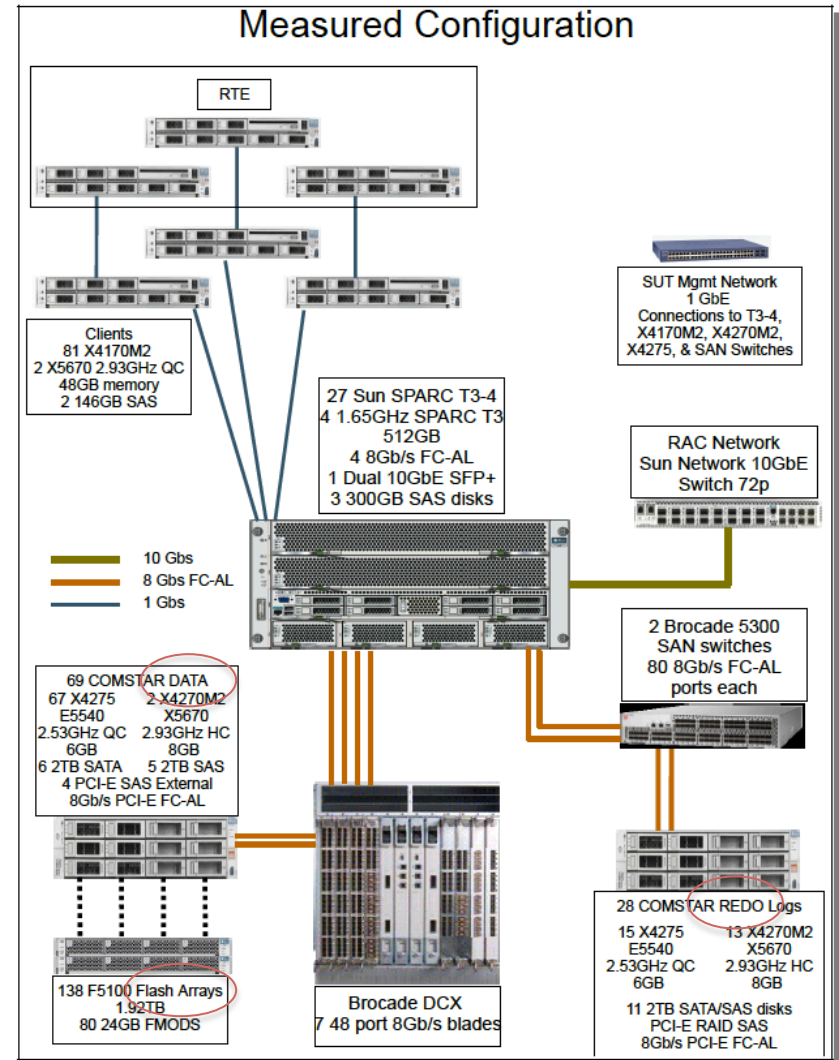 Measured Configuration
RTE
SUT Mgmt Network
1 GbE
Connections to T3-4,
X4170M2, X4270M2,
X4275, & SAN Switches
Clients
81 X4170M2
2 X5670 2.93GHz QC
48GB memory
2 146GB SAS
27 Sun SPARC T3-4
4 1.65GHz SPARC T3
512GB
4 8Gb/s FC-AL
1 Dual 10GbE SFP+
3 300GB SAS disks
RAC Network
Sun Network 10GbE
Switch 72p
10 Gbs
8 Gbs FC-AL
1 Gbs
2 Brocade 5300
SAN switches
80 8Gb/s FC-AL
ports each
69 COMSTAR DATA
67 X4275 2 X4270M2
E5540 X5670
2.53GHz QC 2.93GHz HC
6GB 8GB
6 2TB SATA 5 2TB SAS
4 PCI-E SAS External
8Gb/s PCI-E FC-AL
138 F5100 Flash Arrays
1.92TB
80 24GB FMODS
Brocade DCX
7 48 port 8Gb/s blades
28 COMSTAR REDO Logs
15 X4275 13 X4270M2
E5540 X5670
2.53GHz QC 2.93GHz HC
6GB 8GB
11 2TB SATA/SAS disks
PCI-E RAID SAS
8Gb/s PCI-E FC-AL